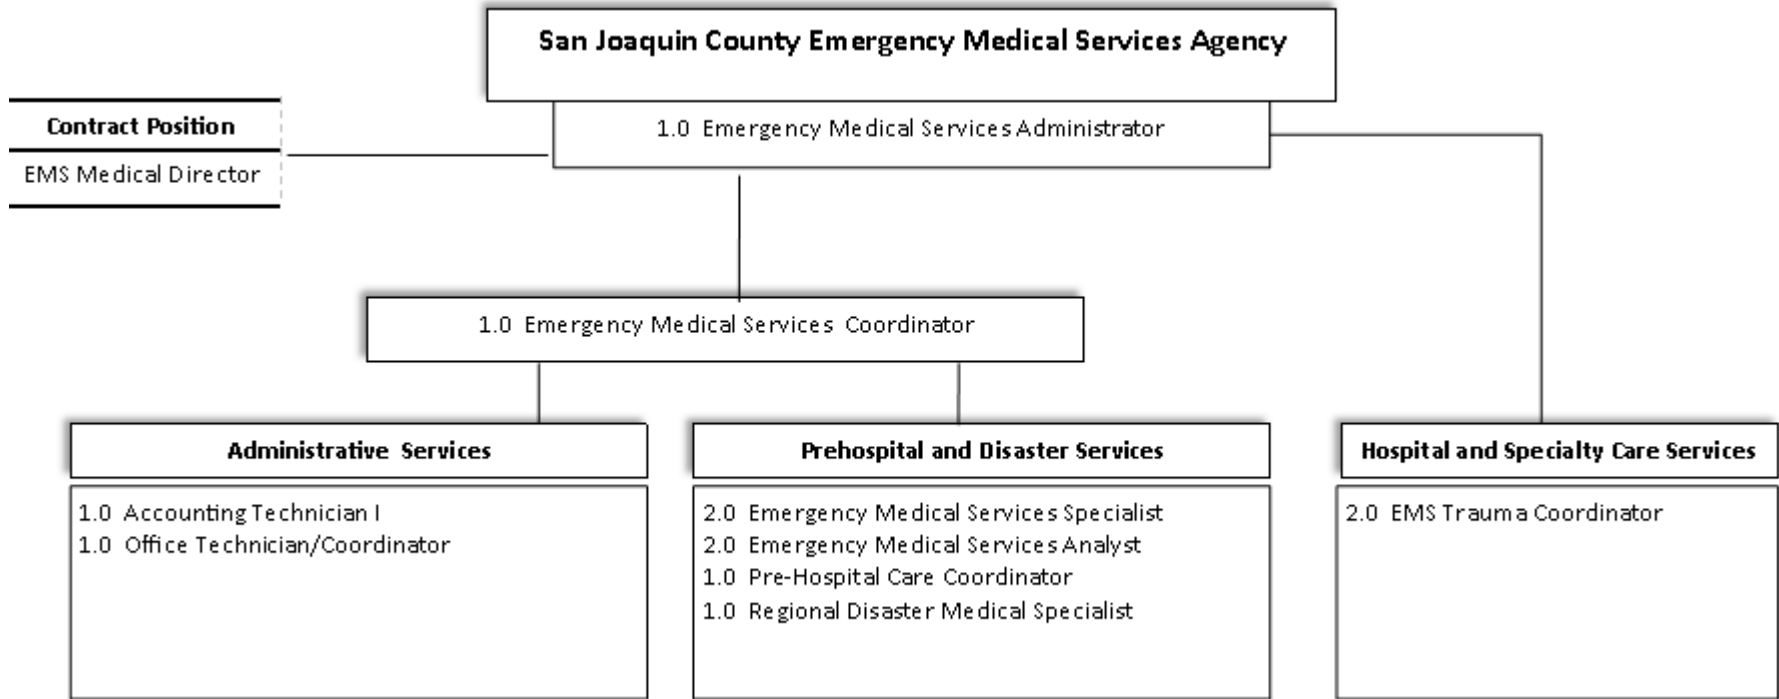 San Joaquin County Emergency Medical Services Agency
Contract Position
EMS Medical Director
1.0 Emergency Medical Services Administrator
1.0 Emergency Medical Services Coordinator
Administrative Services
1.0 Accounting Technician I
1.0 Office Technician/Coordinator
Prehospital and Disaster Services
2.0 Emergency Medical Services Specialist
2.0 Emergency Medical Services Analyst
1.0 Pre-Hospital Care Coordinator
1.0 Regional Disaster Medical Specialist
Hospital and Specialty Care Services
2.0 EMS Trauma Coordinator